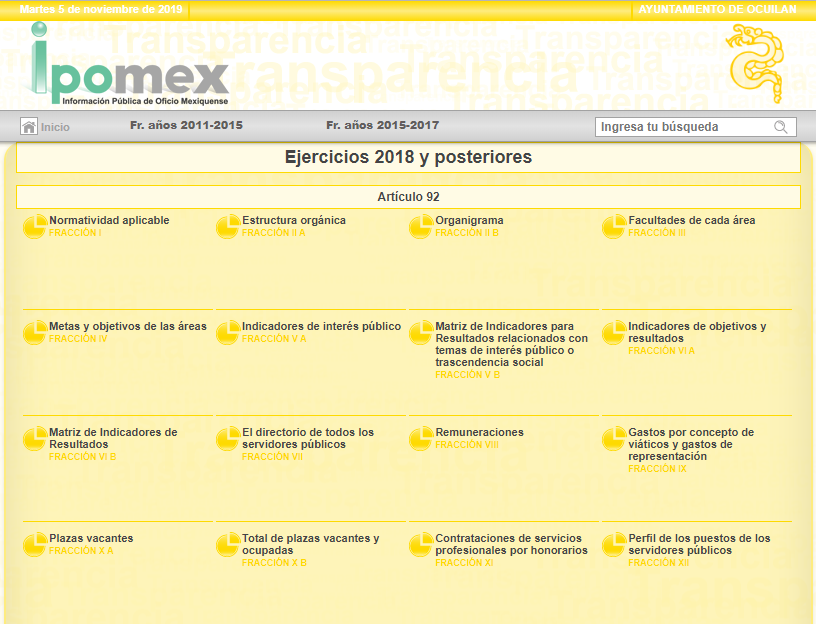 Martes 5 de noviembre de 2019
AYUNTAMIENTO DE OCUILAN
Transparencia
Transparencia
Transparencia
Transparencia
Transparencia
ipomex
Información Pública de Oficio Mexiquense
Inicio
Fr. años 2011-2015
Fr. años 2015-2017
Ingresa tu búsqueda
Ejercicios 2018 y posteriores
Artículo 92
Normatividad aplicable
FRACCIÓN I
Estructura orgánica
FRACCIÓN II A
Organigrama
FRACCIÓN II B
Facultades de cada área
FRACCIÓN III
Metas y objetivos de las áreas
FRACCIÓN IV
Indicadores de interés público
FRACCIÓN V A
Matriz de Indicadores para
Resultados relacionados con
temas de interés público o
trascendencia social
FRACCIÓN V B
Indicadores de objetivos y
resultados
FRACCIÓN VI A
Matriz de Indicadores de
Resultados
FRACCIÓN VI B
El directorio de todos los
servidores públicos
FRACCIÓN VII
Remuneraciones
FRACCIÓN VIII
Gastos por concepto de
viáticos y gastos de
representación
FRACCIÓN IX
Plazas vacantes
FRACCIÓN X A
Total de plazas vacantes y
ocupadas
FRACCIÓN X B
Contrataciones de servicios
profesionales por honorarios
FRACCIÓN XI
Perfil de los puestos de los
servidores públicos
FRACCIÓN XII